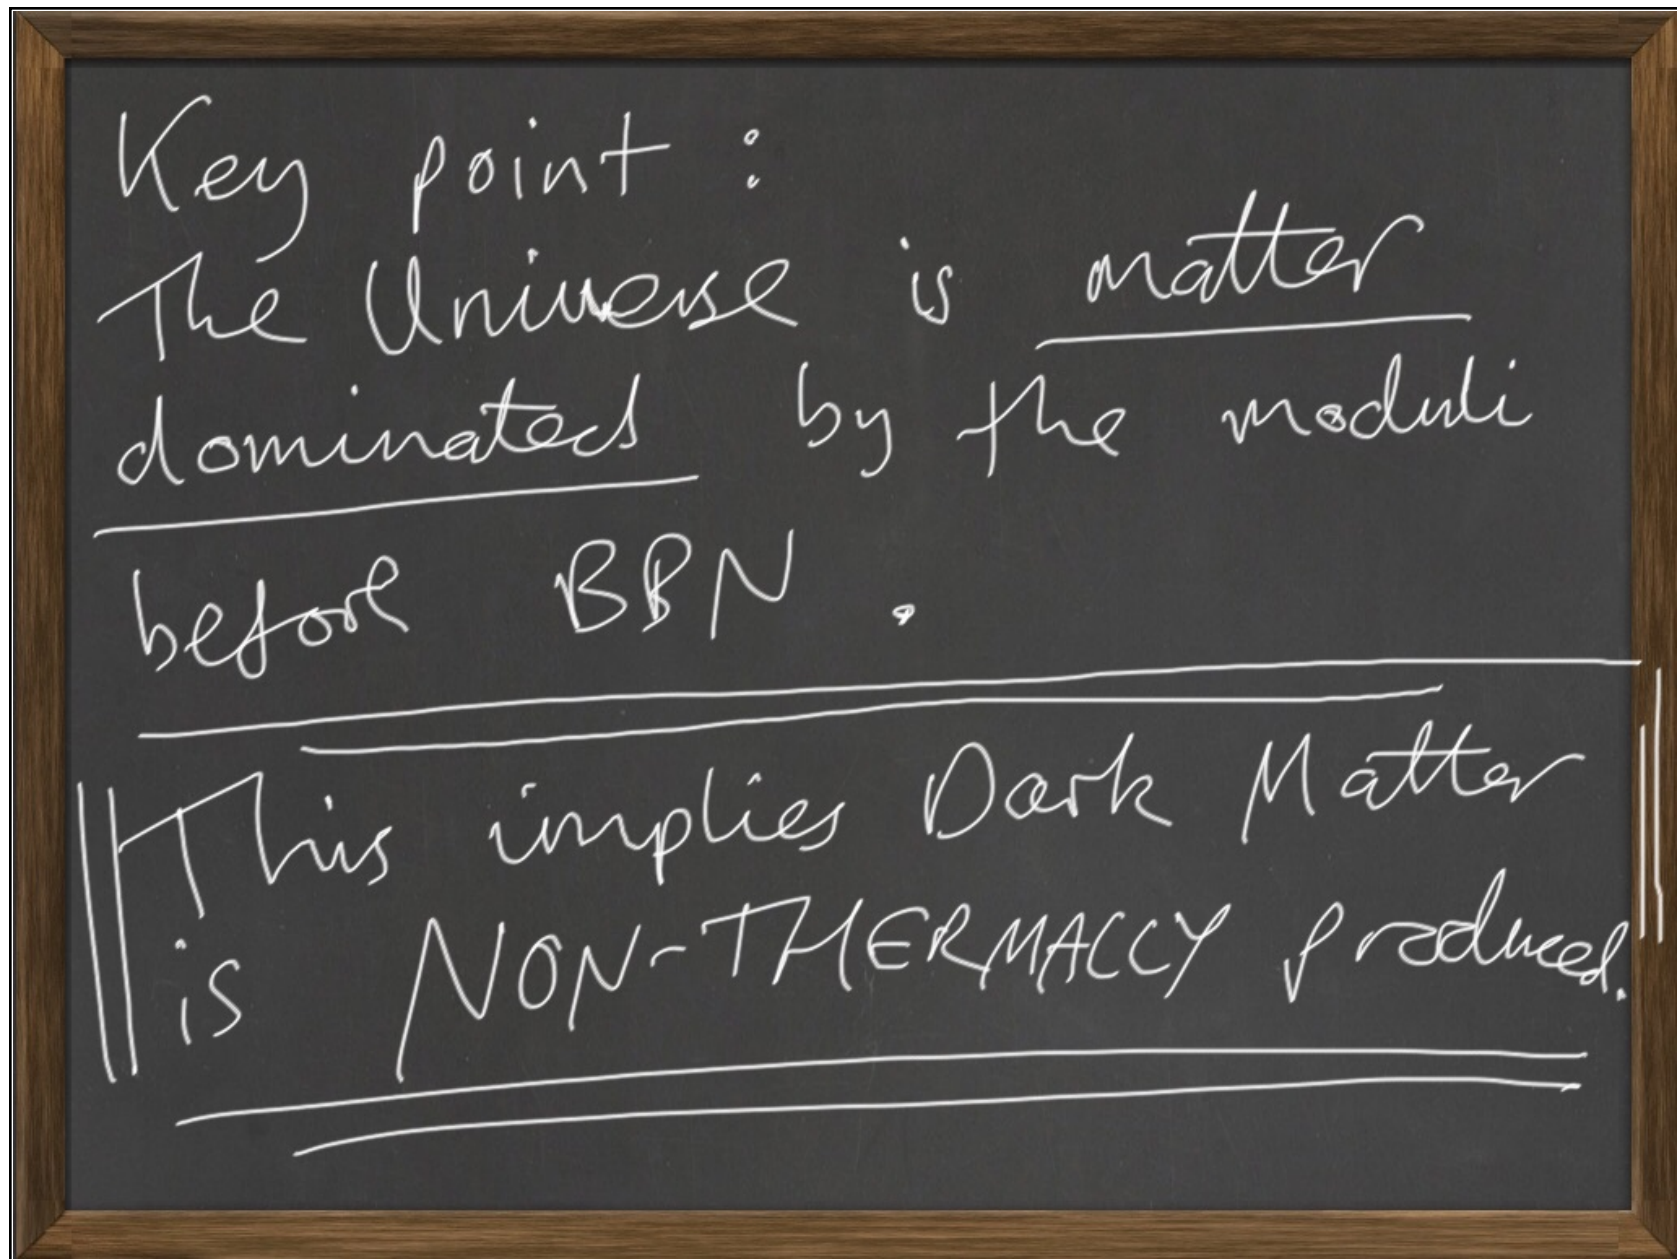 Key point :
The Universe is matter
dominated by the moduli
before BBN .
This implies Dark Matter
is NON-THERMALLY produced.